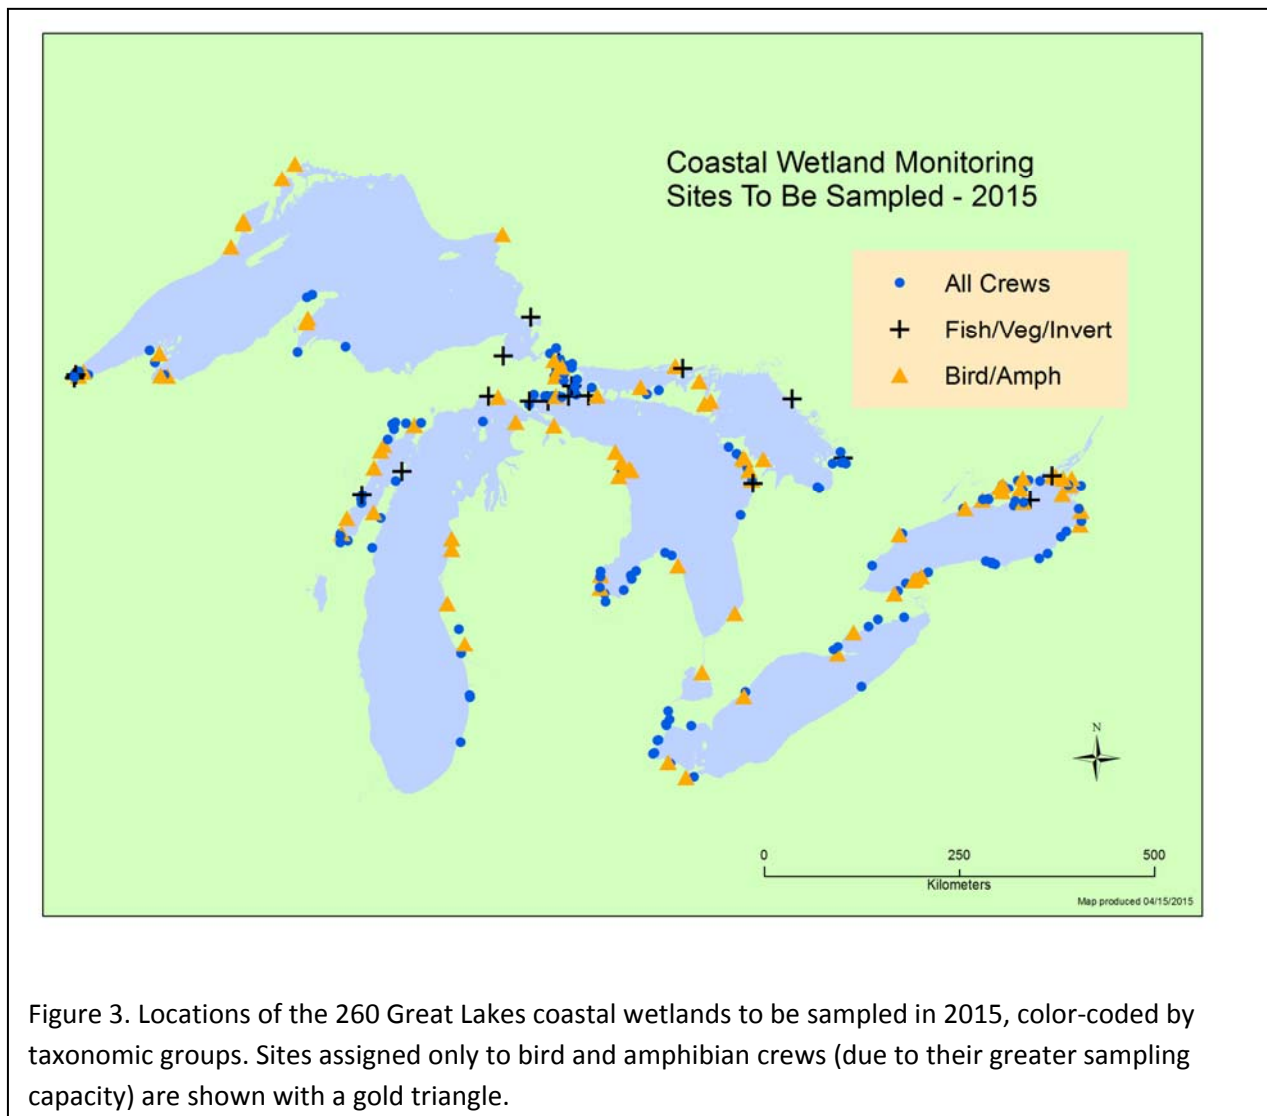 Coastal Wetland Monitoring
Sites To Be Sampled - 2015
All Crews
Fish/Veg/Invert
Bird/Amph
N
0 250 500
Kilometers
Map produced 04/15/2015
Figure 3. Locations of the 260 Great Lakes coastal wetlands to be sampled in 2015, color-coded by
taxonomic groups. Sites assigned only to bird and amphibian crews (due to their greater sampling
capacity) are shown with a gold triangle.